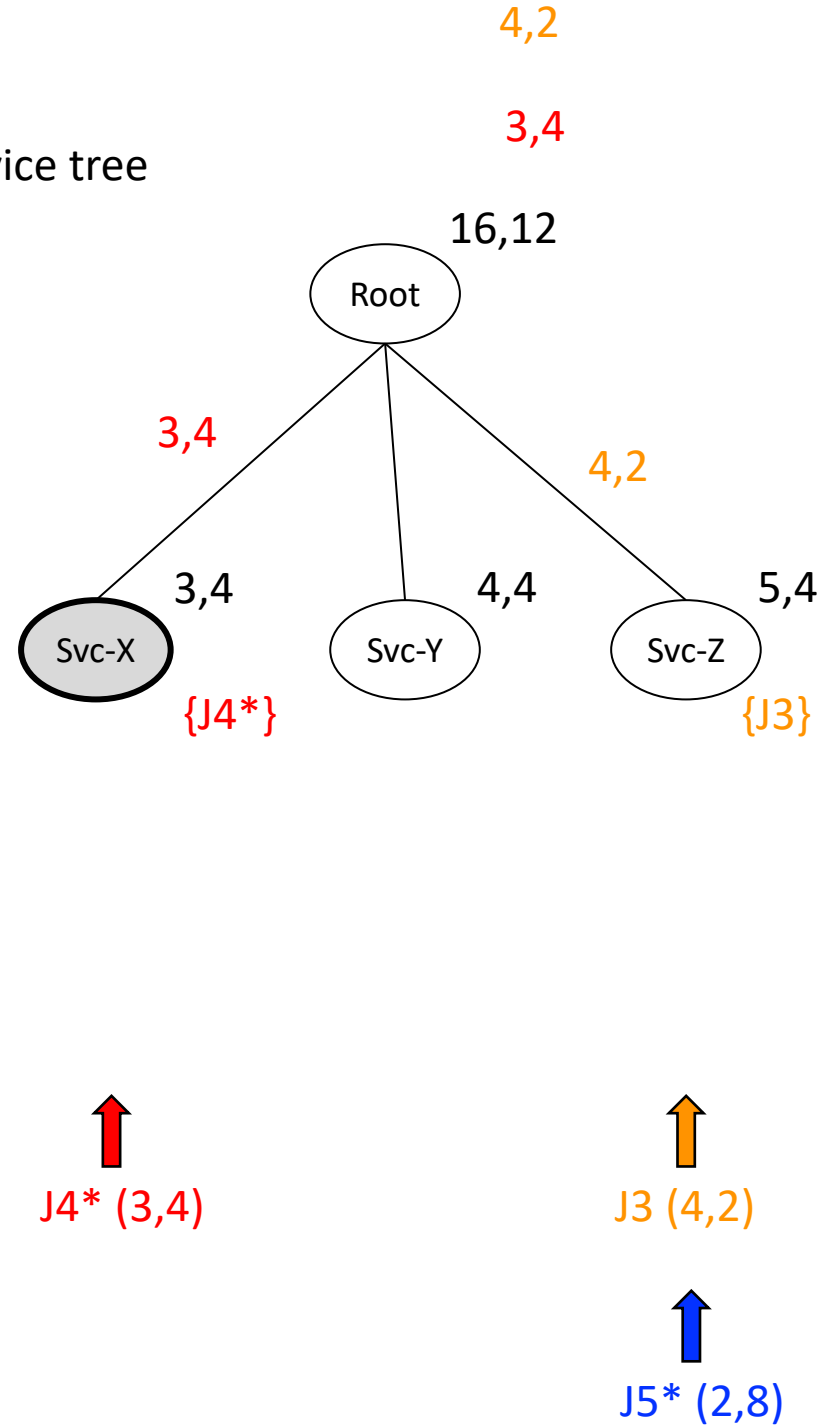 4,2
3,4
vice tree
16,12
Root
3,4
4,2
3,4
4,4
5,4
Svc-X
Svc-Y
Svc-Z
{J4*}
{J3}
J4* (3,4)
J3 (4,2)
J5* (2,8)